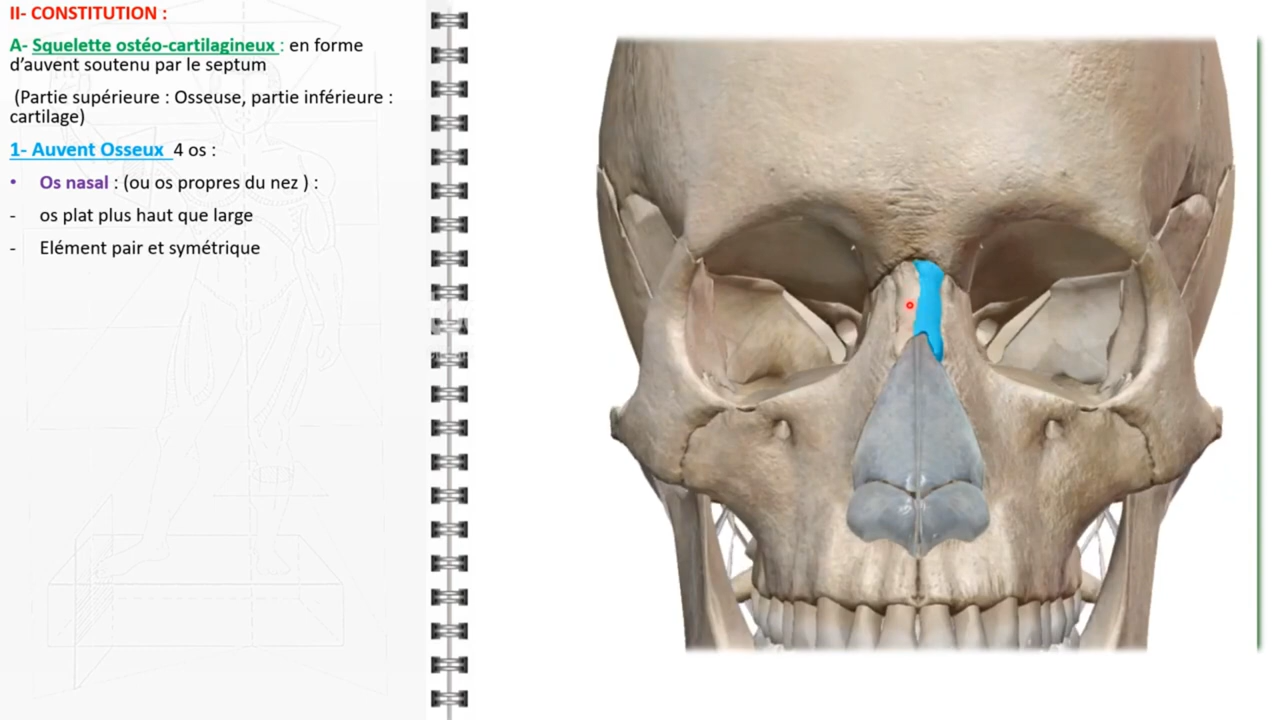 II- CONSTITUTION :
A- Squelette ostéo-cartilagineux : en forme
d’auvent soutenu par le septum
(Partie supérieure : Osseuse, partie inférieure :
cartilage)
1- Auvent Osseux 4 os :
• Os nasal : (ou os propres du nez ) :
- os plat plus haut que large
- Elément pair et symétrique